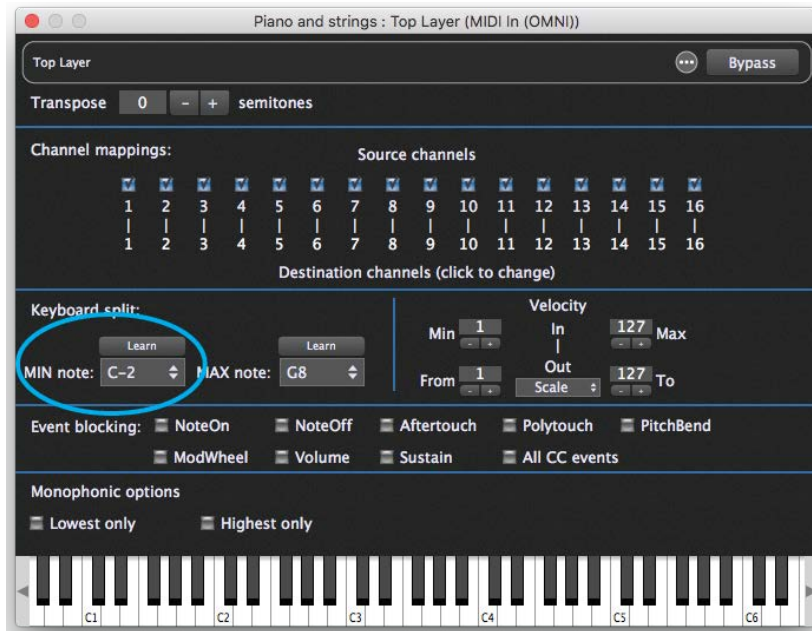 Piano and strings : Top Layer (MIDI In (OMNI))
Top Layer
Bypass
Transpose 0 - + semitones
Channel mappings:
Source channels
1 2 3 4 5 6 7 8 9 10 11 12 13 14 15 16
1 2 3 4 5 6 7 8 9 10 11 12 13 14 15 16
Destination channels (click to change)
Keyboard split:
Learn Learn
MIN note: C-2 MAX note: G8
Velocity
Min 1 - + In 127 - + Max
Out
From 1 - + Scale 127 - + To
Event blocking: NoteOn NoteOff Aftertouch Polytouch PitchBend
ModWheel Volume Sustain All CC events
Monophonic options
Lowest only Highest only
C1 C2 C3 C4 C5 C6